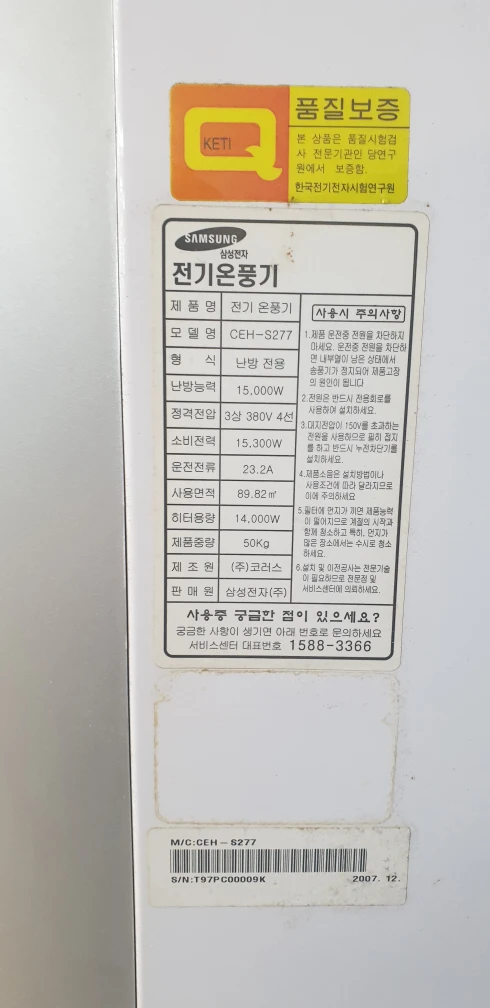 KETI
Q
품질보증
본 상품은 품질시험검
사 전문기관인 당연구
원에서 보증함.
한국전기전자시험연구원
SAMSUNG
삼성전자
전기온풍기
제 품 명 전기 온풍기
모 델 명 CEH-S277
형 식 난방 전용
난방능력 15,000W
정격전압 3상 380V 4선
소비전력 15,300W
운전전류 23.2A
사용면적 89.82㎡
히터용량 14,000W
제품중량 50Kg
제 조 원 (주)코러스
판 매 원 삼성전자(주)
사용시 주의사항
1.제품 운전중 전원을 차단하지
마세요. 운전중 전원을 차단하
면 내부열이 남은 상태에서
송풍기가 정지되어 제품고장
의 원인이 됩니다
2.전원은 반드시 전용회로를
사용하여 설치하세요.
3.대지전압이 150V를 초과하는
전원을 사용하므로 필히 접지
를 하고 반드시 누전차단기를
설치하세요.
4.제품소음은 설치방법이나
사용조건에 따라 달라지므로
이에 주의하세요
5.필터에 먼지가 끼면 제품능력
이 떨어지므로 계절의 시작과
함께 청소하고 특히, 먼지가
많은 장소에서는 수시로 청소
하세요.
6.설치 및 이전공사는 전문기술
이 필요하므로 전문점 및
서비스센터에 의뢰하세요.
사용중 궁금한 점이 있으세요?
궁금한 사항이 생기면 아래 번호로 문의하세요
서비스센터 대표번호 1588-3366
M/C:CEH-S277
S/N:T97PC00009K 2007. 12.